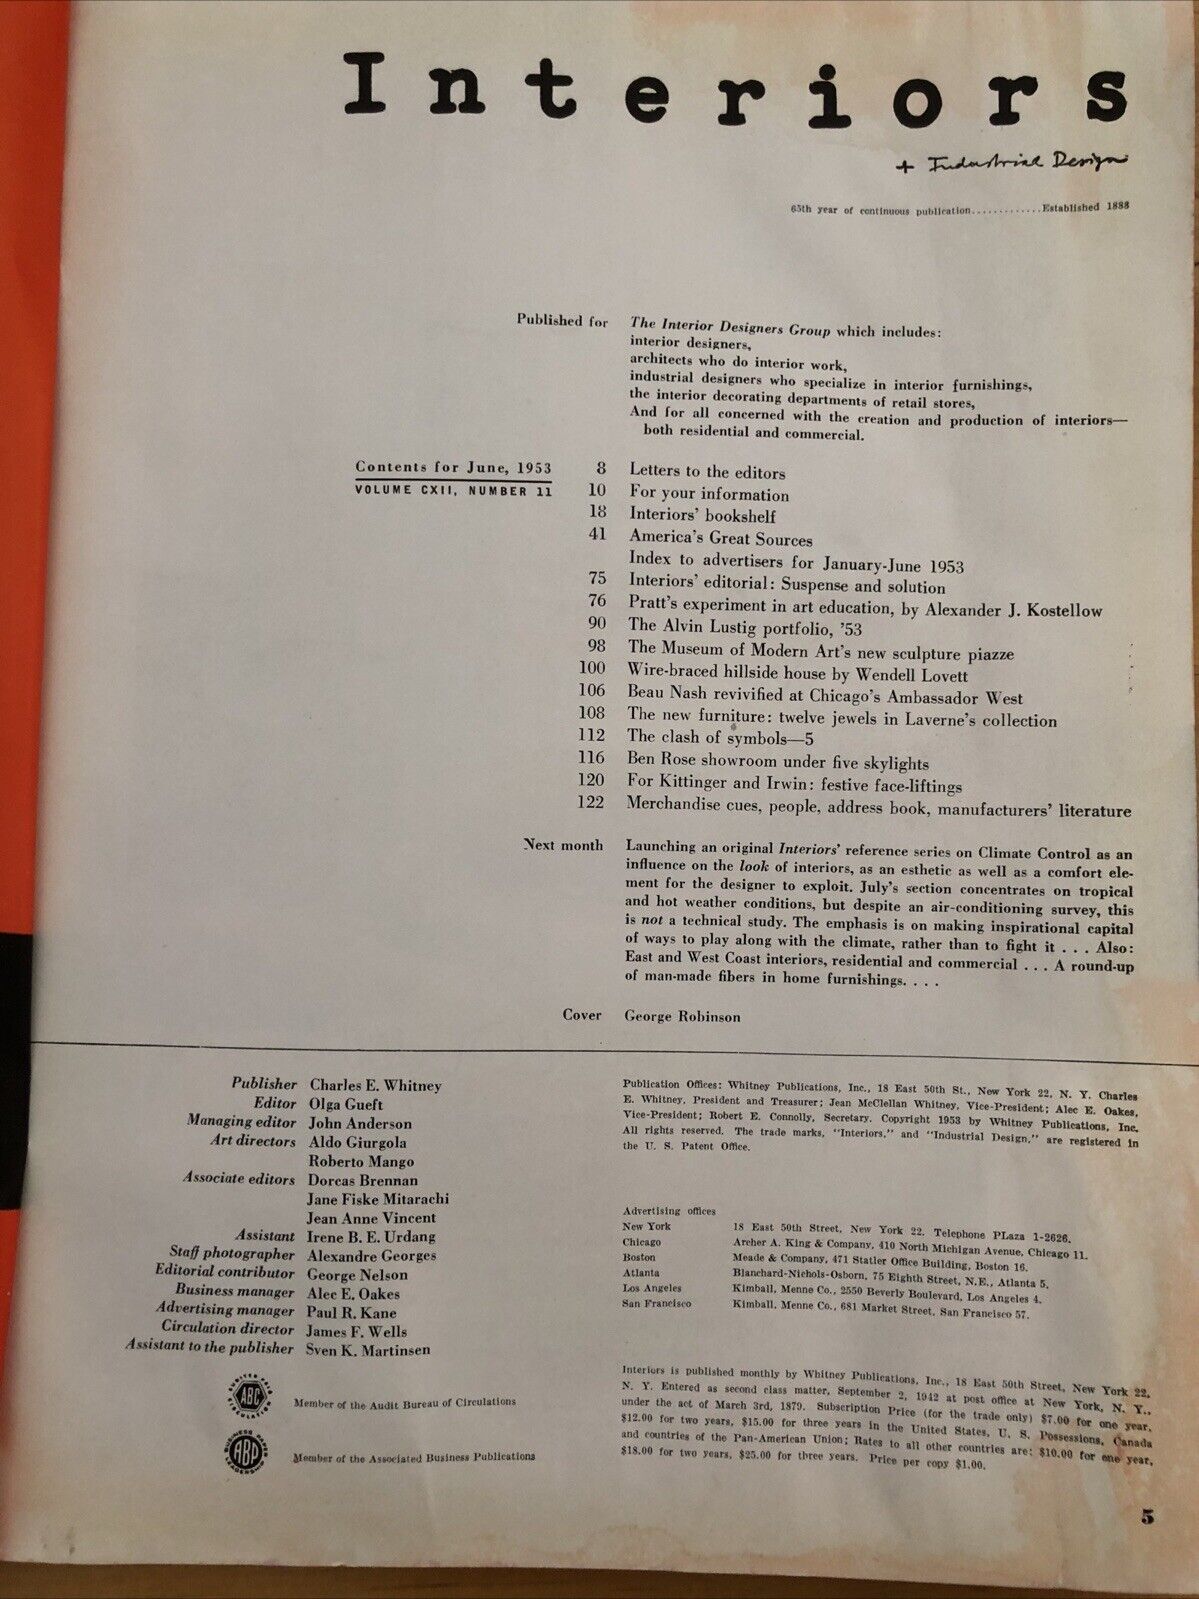 Interiors
+ Industrial Design
65th year of continuous publication.............Established 1888
Published for The Interior Designers Group which includes:
interior designers,
architects who do interior work,
industrial designers who specialize in interior furnishings,
the interior decorating departments of retail stores,
And for all concerned with the creation and production of interiors—
both residential and commercial.
Contents for June, 1953
VOLUME CXII, NUMBER 11
8 Letters to the editors
10 For your information
18 Interiors' bookshelf
41 America's Great Sources
Index to advertisers for January-June 1953
75 Interiors' editorial: Suspense and solution
76 Pratt's experiment in art education, by Alexander J. Kostellow
90 The Alvin Lustig portfolio, '53
98 The Museum of Modern Art's new sculpture piazze
100 Wire-braced hillside house by Wendell Lovett
106 Beau Nash revivified at Chicago's Ambassador West
108 The new furniture: twelve jewels in Laverne's collection
112 The clash of symbols—5
116 Ben Rose showroom under five skylights
120 For Kittinger and Irwin: festive face-liftings
122 Merchandise cues, people, address book, manufacturers' literature
Next month Launching an original Interiors' reference series on Climate Control as an
influence on the look of interiors, as an esthetic as well as a comfort ele-
ment for the designer to exploit. July's section concentrates on tropical
and hot weather conditions, but despite an air-conditioning survey, this
is not a technical study. The emphasis is on making inspirational capital
of ways to play along with the climate, rather than to fight it . . . Also:
East and West Coast interiors, residential and commercial . . . A round-up
of man-made fibers in home furnishings. . . .
Cover George Robinson
Publisher Charles E. Whitney
Editor Olga Gueft
Managing editor John Anderson
Art directors Aldo Giurgola
Roberto Mango
Associate editors Dorcas Brennan
Jane Fiske Mitarachi
Jean Anne Vincent
Assistant Irene B. E. Urdang
Staff photographer Alexandre Georges
Editorial contributor George Nelson
Business manager Alec E. Oakes
Advertising manager Paul R. Kane
Circulation director James F. Wells
Assistant to the publisher Sven K. Martinsen
AUDITED PAID
ABC
CIRCULATION
Member of the Audit Bureau of Circulations
BUSINESS PAPER
ABP
LEADERSHIP
Member of the Associated Business Publications
Publication Offices: Whitney Publications, Inc., 18 East 50th St., New York 22, N. Y. Charles
E. Whitney, President and Treasurer; Jean McClellan Whitney, Vice-President; Alec E. Oakes,
Vice-President; Robert E. Connolly, Secretary. Copyright 1953 by Whitney Publications, Inc.
All rights reserved. The trade marks, "Interiors," and "Industrial Design," are registered in
the U. S. Patent Office.
Advertising offices
New York 18 East 50th Street, New York 22. Telephone PLaza 1-2626.
Chicago Archer A. King & Company, 410 North Michigan Avenue, Chicago 11.
Boston Meade & Company, 471 Statler Office Building, Boston 16.
Atlanta Blanchard-Nichols-Osborn, 75 Eighth Street, N.E., Atlanta 5.
Los Angeles Kimball, Menne Co., 2550 Beverly Boulevard, Los Angeles 4.
San Francisco Kimball, Menne Co., 681 Market Street, San Francisco 57.
Interiors is published monthly by Whitney Publications, Inc., 18 East 50th Street, New York 22,
N. Y. Entered as second class matter, September 2, 1942 at post office at New York, N. Y.,
under the act of March 3rd, 1879. Subscription Price (for the trade only) $7.00 for one year,
$12.00 for two years, $15.00 for three years in the United States, U. S. Possessions, Canada
and countries of the Pan-American Union; Rates to all other countries are: $10.00 for one year,
$18.00 for two years, $25.00 for three years. Price per copy $1.00.
5